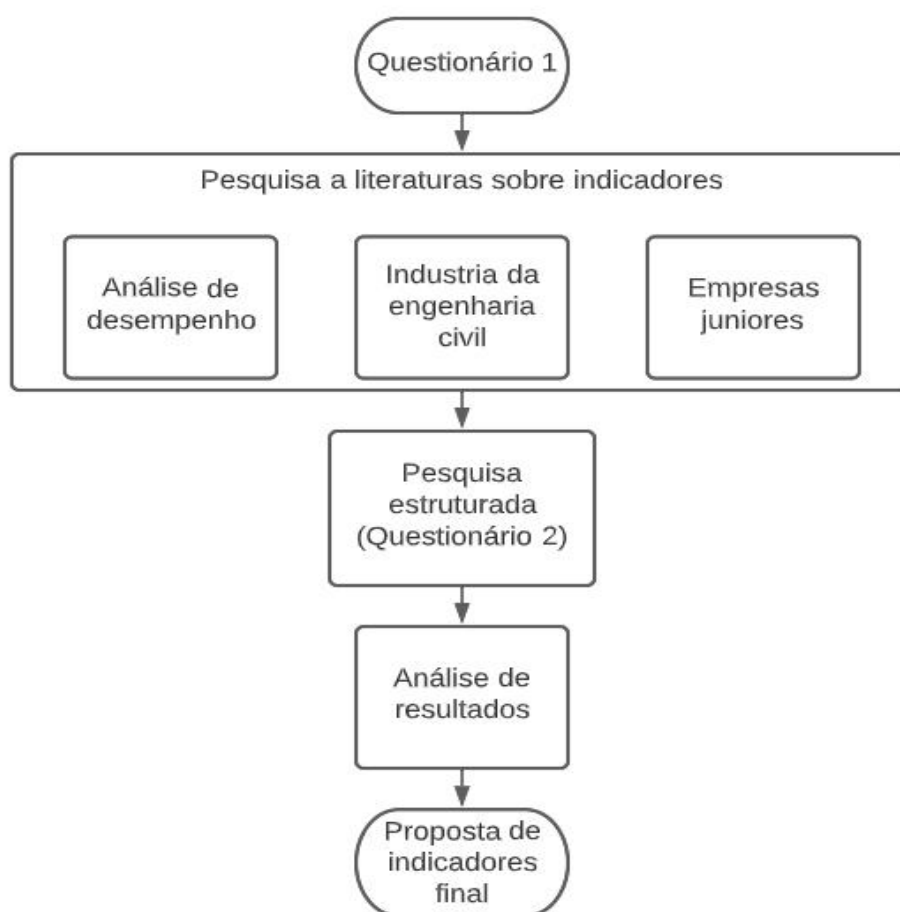 Questionário 1
Pesquisa a literaturas sobre indicadores
Análise de
desempenho
Industria da
engenharia
civil
Empresas
juniores
Pesquisa
estruturada
(Questionário 2)
Análise de
resultados
Proposta de
indicadores
final